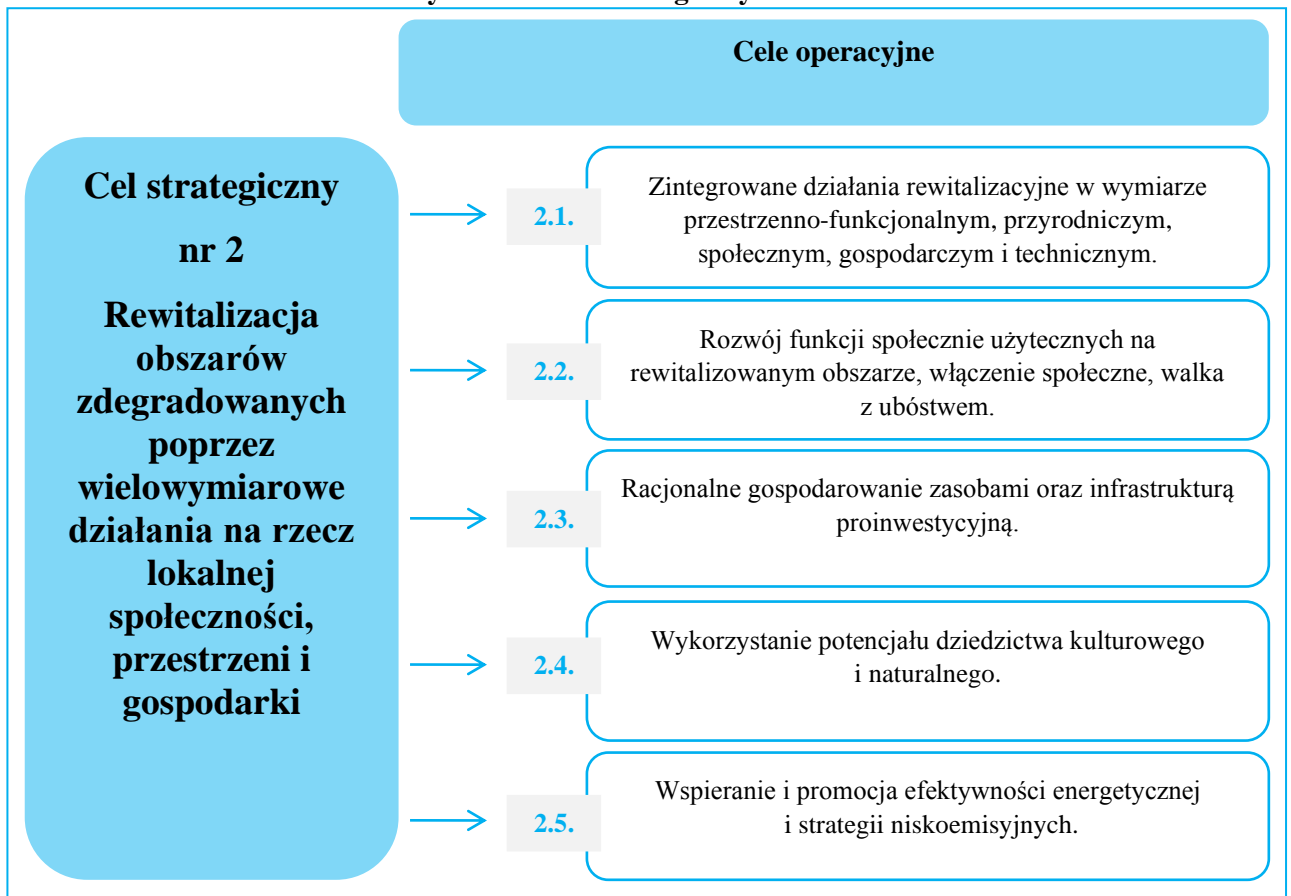 Cele operacyjne
Cel strategiczny
nr 2
Rewitalizacja
obszarów
zdegradowanych
poprzez
wielowymiarowe
działania na rzecz
lokalnej
społeczności,
przestrzeni i
gospodarki
2.1.
Zintegrowane działania rewitalizacyjne w wymiarze
przestrzenno-funkcjonalnym, przyrodniczym,
społecznym, gospodarczym i technicznym.
2.2.
Rozwój funkcji społecznie użytecznych na
rewitalizowanym obszarze, włączenie społeczne, walka
z ubóstwem.
2.3.
Racjonalne gospodarowanie zasobami oraz infrastrukturą
proinwestycyjną.
2.4.
Wykorzystanie potencjału dziedzictwa kulturowego
i naturalnego.
2.5.
Wspieranie i promocja efektywności energetycznej
i strategii niskoemisyjnych.